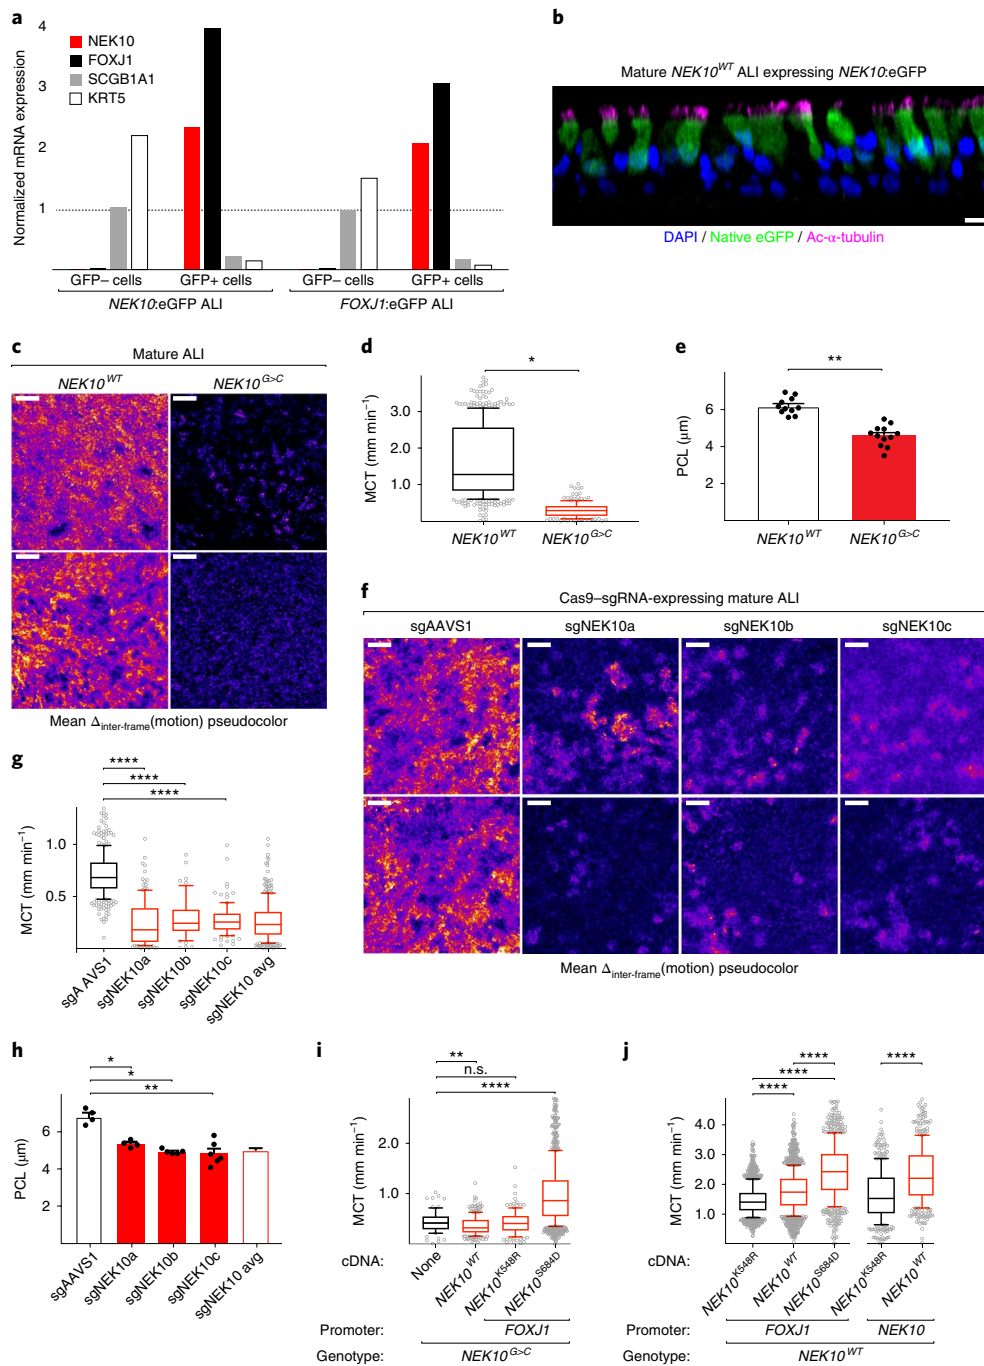 a
Normalized mRNA expression
4
3
2
1
NEK10
FOXJ1
SCGB1A1
KRT5
GFP– cells
GFP+ cells
GFP– cells
GFP+ cells
NEK10:eGFP ALI
FOXJ1:eGFP ALI
b
Mature NEK10WT ALI expressing NEK10:eGFP
DAPI / Native eGFP / Ac-α-tubulin
c
Mature ALI
NEK10WT
NEK10G>C
Mean Δinter-frame(motion) pseudocolor
d
*
MCT (mm min−1)
3.0
2.0
1.0
NEK10WT
NEK10G>C
e
**
PCL (μm)
6
4
2
NEK10WT
NEK10G>C
f
Cas9–sgRNA-expressing mature ALI
sgAAVS1
sgNEK10a
sgNEK10b
sgNEK10c
Mean Δinter-frame(motion) pseudocolor
g
****
****
****
MCT (mm min−1)
1.0
0.5
sgA AVS1
sgNEK10a
sgNEK10b
sgNEK10c
sgNEK10 avg
h
*
*
**
PCL (μm)
6
4
2
sgAAVS1
sgNEK10a
sgNEK10b
sgNEK10c
sgNEK10 avg
i
**
n.s.
****
MCT (mm min−1)
2.0
1.0
cDNA:
None
NEK10WT
NEK10K548R
NEK10S684D
Promoter:
FOXJ1
Genotype:
NEK10G>C
j
****
****
****
****
MCT (mm min−1)
4.0
3.0
2.0
1.0
cDNA:
NEK10K548R
NEK10WT
NEK10S684D
NEK10K548R
NEK10WT
Promoter:
FOXJ1
NEK10
Genotype:
NEK10WT